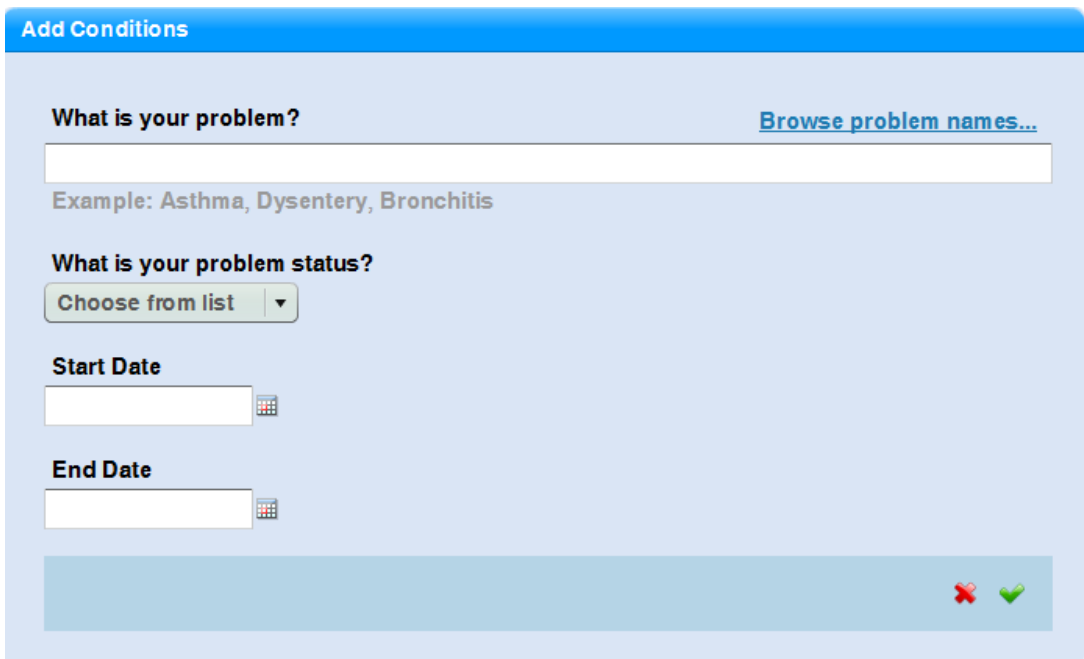 Add Conditions
What is your problem?
Browse problem names...
Example: Asthma, Dysentery, Bronchitis
What is your problem status?
Choose from list
Start Date
End Date